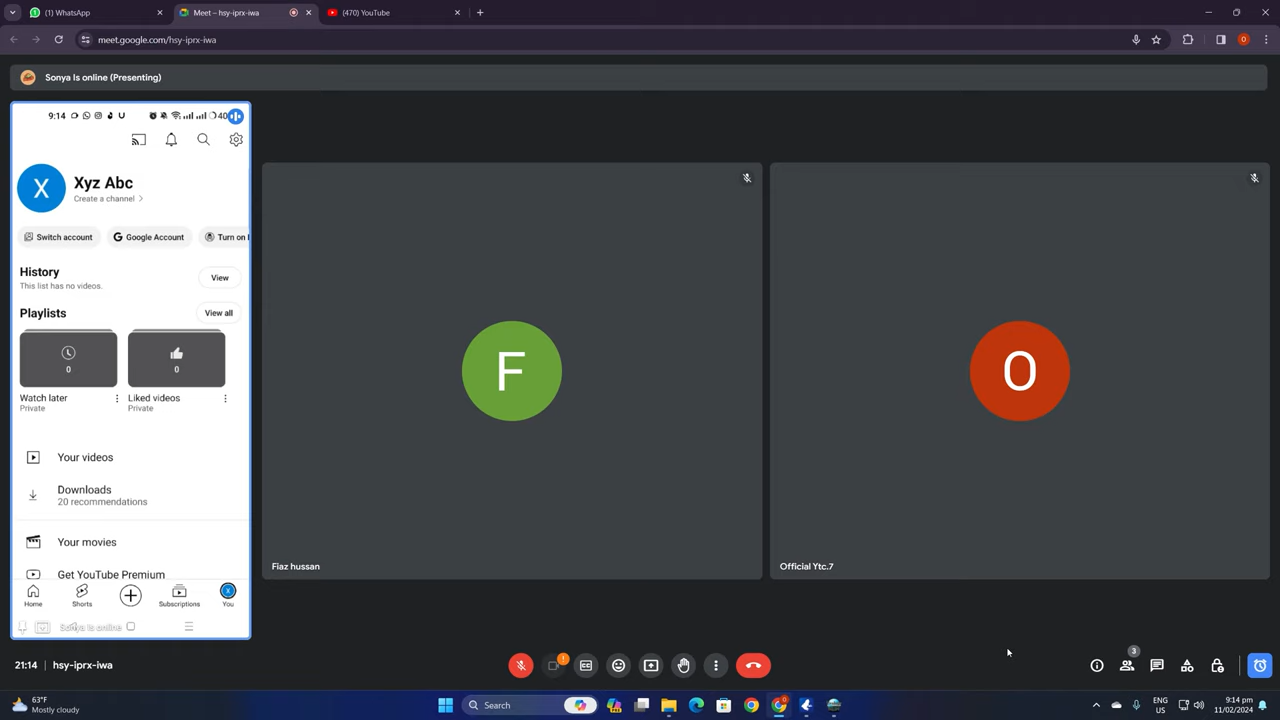 (1) WhatsApp
Meet – hsy-iprx-iwa
(470) YouTube
meet.google.com/hsy-iprx-iwa
O
Sonya Is online (Presenting)
9:14
40
X
Xyz Abc
Create a channel
Switch account
Google Account
Turn on
History
View
This list has no videos.
Playlists
View all
0
0
Watch later
Liked videos
Private
Private
Your videos
Downloads
20 recommendations
Your movies
Get YouTube Premium
Home
Shorts
Subscriptions
X
You
Sonya Is online
F
Fiaz hussan
O
Official Ytc.7
21:14 | hsy-iprx-iwa
1
3
63°F
Mostly cloudy
Search
ENG
US
9:14 pm
11/02/2024